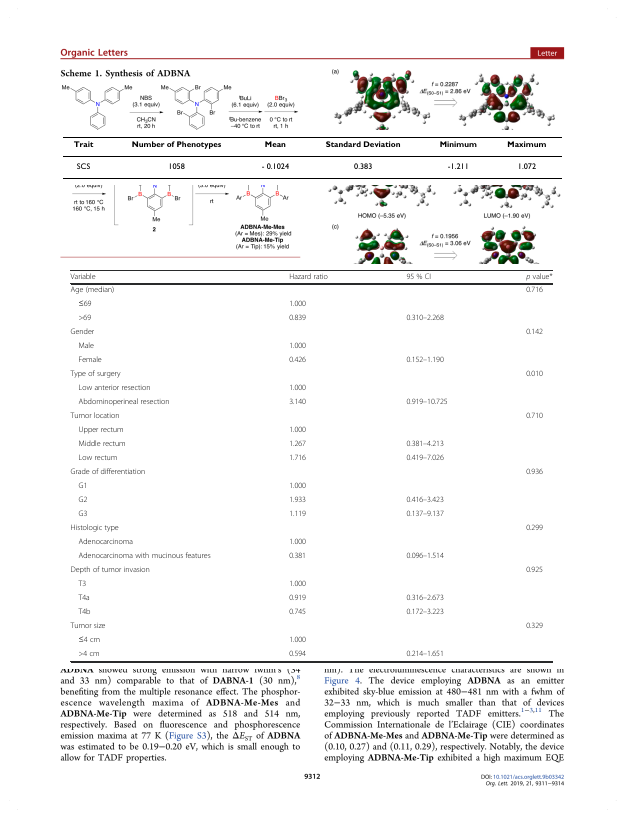 Organic Letters
Letter
Scheme 1. Synthesis of ADBNA
Me
Me
N
NBS
(3.1 equiv)
CH3CN
rt, 20 h
Me
Br
Me
N
Br
Br
tBuLi
(6.1 equiv)
tBu-benzene
−40 °C to rt
BBr3
(2.0 equiv)
0 °C to rt
rt, 1 h
(a)
f = 0.2287
ΔE(S0–S1) = 2.86 eV
Trait Number of Phenotypes Mean Standard Deviation Minimum Maximum
SCS 1058 - 0.1024 0.383 -1.211 1.072
rt to 160 °C
160 °C, 15 h
Br B B Br
Me
2
rt
Ar B B Ar
Me
ADBNA-Me-Mes
(Ar = Mes): 29% yield
ADBNA-Me-Tip
(Ar = Tip): 15% yield
HOMO (−5.35 eV)
LUMO (−1.90 eV)
(c)
f = 0.1956
ΔE(S0–S1) = 3.06 eV
Variable Hazard ratio 95 % CI p value*
Age (median) 0.716
≤69 1.000
>69 0.839 0.310–2.268
Gender 0.142
Male 1.000
Female 0.426 0.152–1.190
Type of surgery 0.010
Low anterior resection 1.000
Abdominoperineal resection 3.140 0.919–10.725
Tumor location 0.710
Upper rectum 1.000
Middle rectum 1.267 0.381–4.213
Low rectum 1.716 0.419–7.026
Grade of differentiation 0.936
G1 1.000
G2 1.933 0.416–3.423
G3 1.119 0.137–9.137
Histologic type 0.299
Adenocarcinoma 1.000
Adenocarcinoma with mucinous features 0.381 0.096–1.514
Depth of tumor invasion 0.925
T3 1.000
T4a 0.919 0.316–2.673
T4b 0.745 0.172–3.223
Tumor size 0.329
≤4 cm 1.000
>4 cm 0.594 0.214–1.651
ADBNA showed strong emission with narrow fwhm's (34
and 33 nm) comparable to that of DABNA-1 (30 nm),8
benefiting from the multiple resonance effect. The phosphor-
escence wavelength maxima of ADBNA-Me-Mes and
ADBNA-Me-Tip were determined as 518 and 514 nm,
respectively. Based on fluorescence and phosphorescence
emission maxima at 77 K (Figure S3), the ΔEST of ADBNA
was estimated to be 0.19−0.20 eV, which is small enough to
allow for TADF properties.
nm). The electroluminescence characteristics are shown in
Figure 4. The device employing ADBNA as an emitter
exhibited sky-blue emission at 480−481 nm with a fwhm of
32−33 nm, which is much smaller than that of devices
employing previously reported TADF emitters.1−3,11 The
Commission Internationale de l'Eclairage (CIE) coordinates
of ADBNA-Me-Mes and ADBNA-Me-Tip were determined as
(0.10, 0.27) and (0.11, 0.29), respectively. Notably, the device
employing ADBNA-Me-Tip exhibited a high maximum EQE
9312
DOI: 10.1021/acs.orglett.9b03342
Org. Lett. 2019, 21, 9311−9314